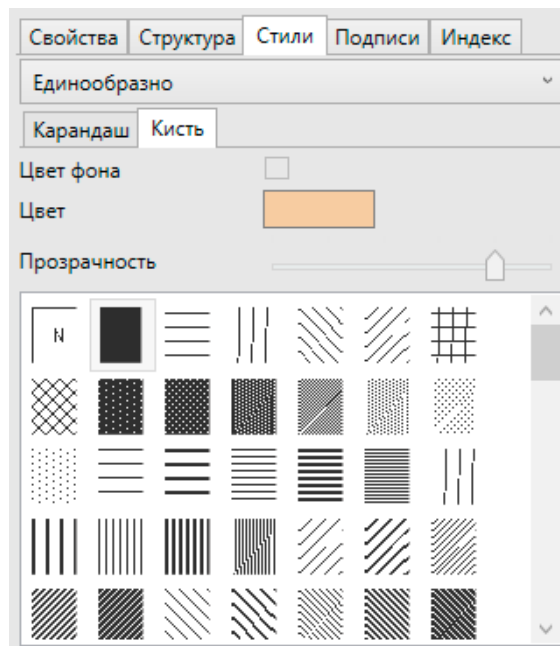 Свойства Структура Стили Подписи Индекс
Единообразно
Карандаш Кисть
Цвет фона
Цвет
Прозрачность
N